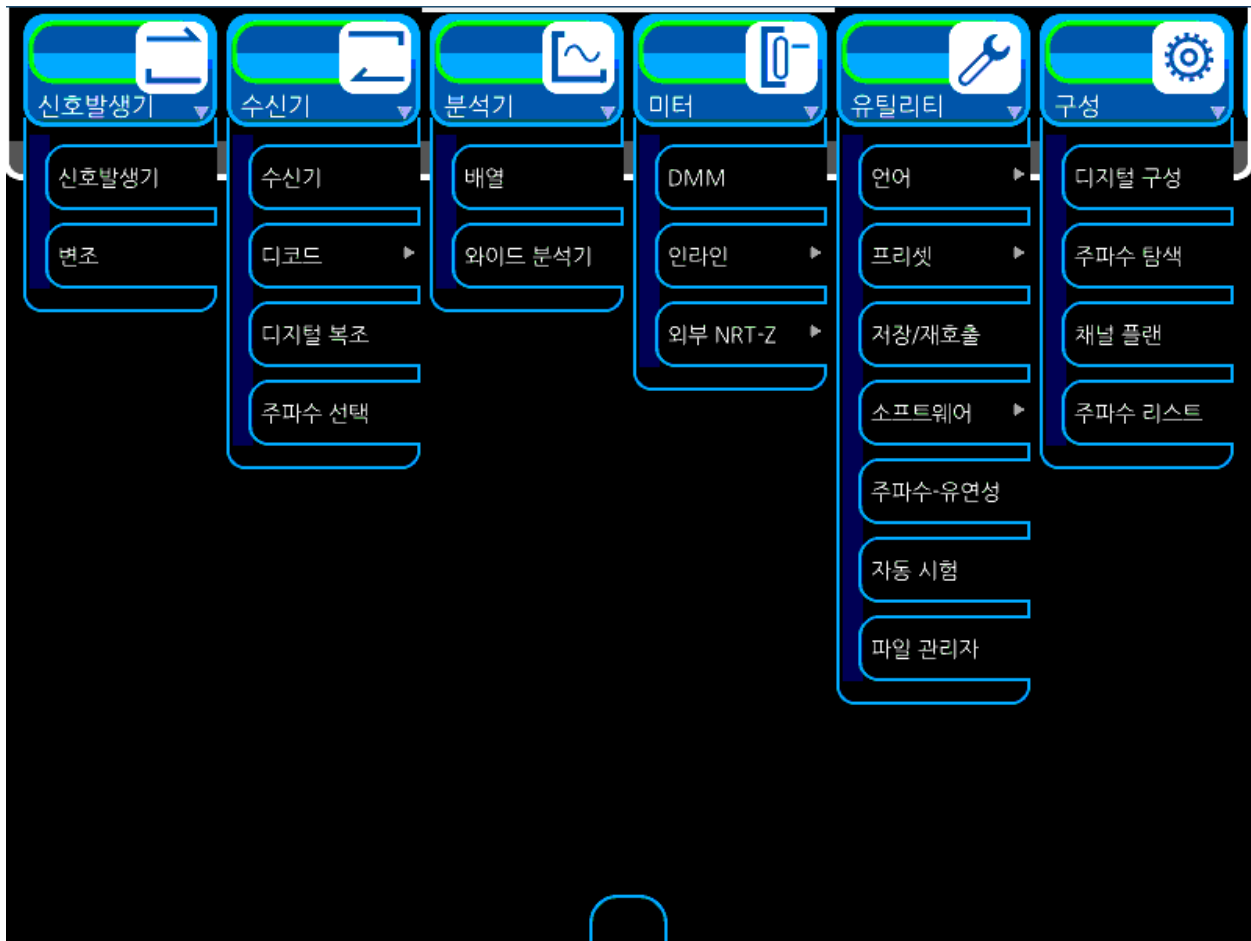 신호발생기
수신기
분석기
미터
유틸리티
구성
신호발생기
변조
수신기
디코드
디지털 복조
주파수 선택
배열
와이드 분석기
DMM
인라인
외부 NRT-Z
언어
프리셋
저장/재호출
소프트웨어
주파수-유연성
자동 시험
파일 관리자
디지털 구성
주파수 탐색
채널 플랜
주파수 리스트